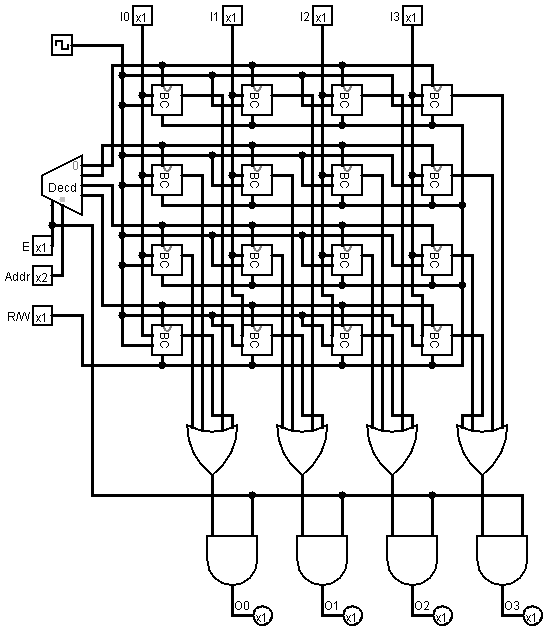 I0 x1 I1 x1 I2 x1 I3 x1
BC BC BC BC
0
BC BC BC BC
Decd
E x1
BC BC BC BC
Addr x2
R/W x1
BC BC BC BC
O0 x1 O1 x1 O2 x1 O3 x1